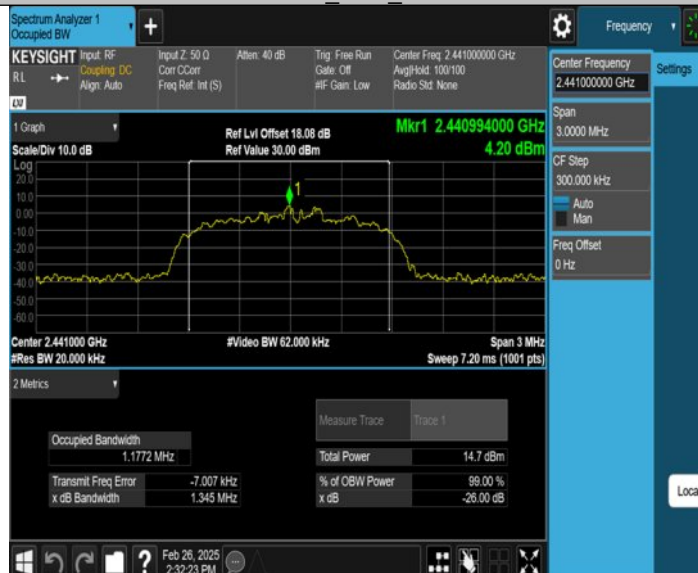 Spectrum Analyzer 1
Occupied BW
+
Frequency
KEYSIGHT
RL
LXI
Input: RF
Coupling: DC
Align: Auto
Input Z: 50 Ω
Corr CCorr
Freq Ref: Int (S)
Atten: 40 dB
Trig: Free Run
Gate: Off
#IF Gain: Low
Center Freq: 2.441000000 GHz
Avg|Hold: 100/100
Radio Std: None
Center Frequency
2.441000000 GHz
Settings
Span
3.0000 MHz
CF Step
300.000 kHz
Auto
Man
Freq Offset
0 Hz
1 Graph
Scale/Div 10.0 dB
Ref Lvl Offset 18.08 dB
Ref Value 30.00 dBm
Mkr1 2.440994000 GHz
4.20 dBm
Log
20.0
10.0
0.00
-10.0
-20.0
-30.0
-40.0
-50.0
-60.0
1
Center 2.441000 GHz
#Res BW 20.000 kHz
#Video BW 62.000 kHz
Span 3 MHz
Sweep 7.20 ms (1001 pts)
2 Metrics
Measure Trace
Trace 1
Occupied Bandwidth
1.1772 MHz
Total Power
14.7 dBm
Transmit Freq Error
-7.007 kHz
% of OBW Power
99.00 %
x dB Bandwidth
1.345 MHz
x dB
-26.00 dB
Loca
?
Feb 26, 2025
2:32:23 PM